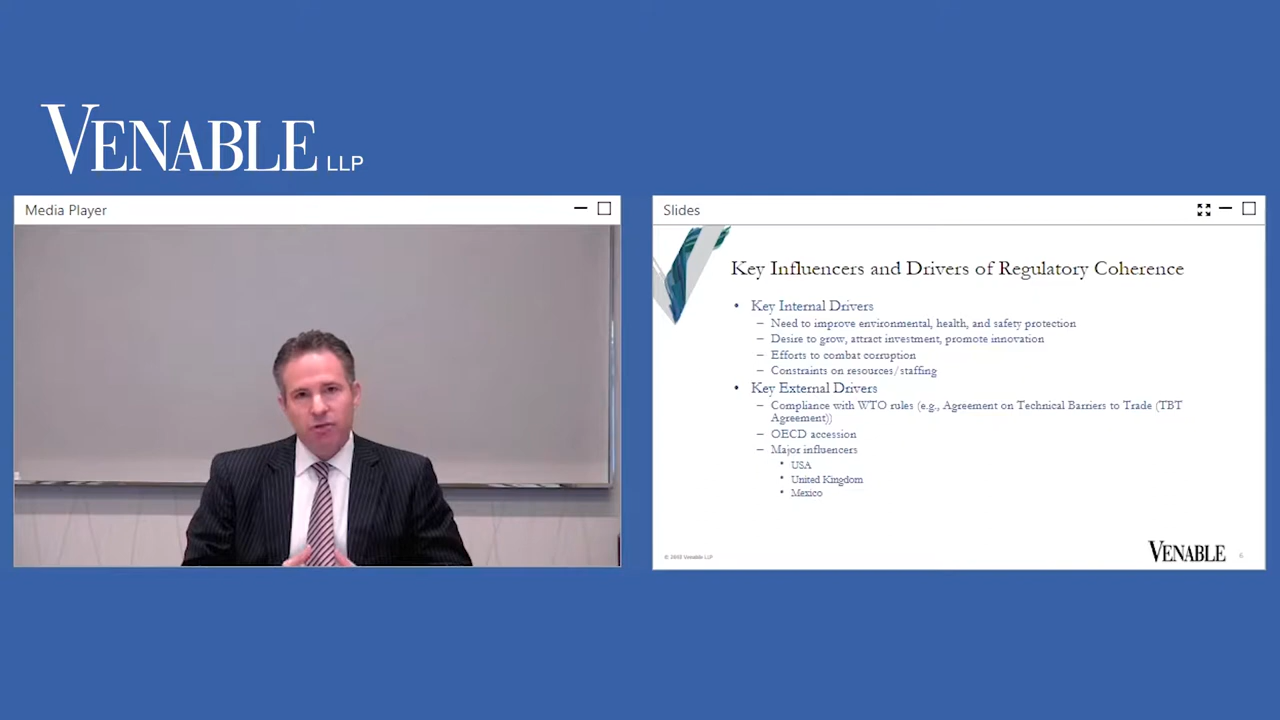 VENABLE LLP
Media Player
Slides
Key Influencers and Drivers of Regulatory Coherence
• Key Internal Drivers
– Need to improve environmental, health, and safety protection
– Desire to grow, attract investment, promote innovation
– Efforts to combat corruption
– Constraints on resources/staffing
• Key External Drivers
– Compliance with WTO rules (e.g., Agreement on Technical Barriers to Trade (TBT
Agreement))
– OECD accession
– Major influencers
• USA
• United Kingdom
• Mexico
© Venable LLP
VENABLE
6